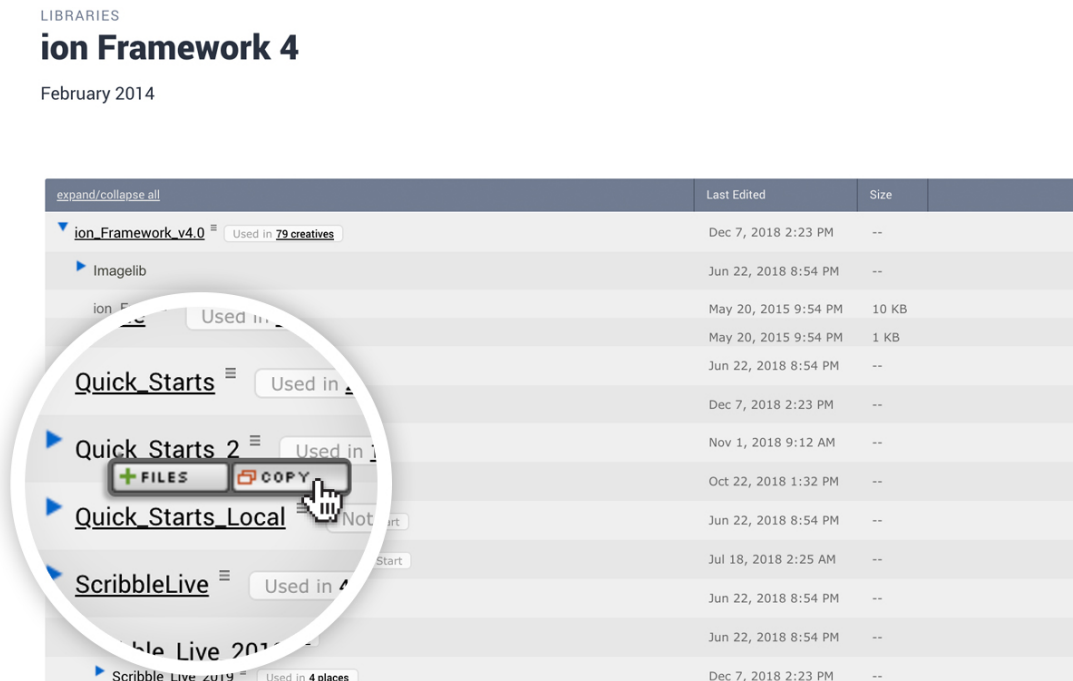 LIBRARIES
ion Framework 4
February 2014
expand/collapse all Last Edited Size
ion_Framework_v4.0 Used in 79 creatives Dec 7, 2018 2:23 PM --
Imagelib Jun 22, 2018 8:54 PM --
ion May 20, 2015 9:54 PM 10 KB
Used in
May 20, 2015 9:54 PM 1 KB
Jun 22, 2018 8:54 PM --
Quick_Starts Used in
Dec 7, 2018 2:23 PM --
Quick_Starts_2 Used in Nov 1, 2018 9:12 AM --
FILES COPY Oct 22, 2018 1:32 PM --
Quick_Starts_Local Not Jun 22, 2018 8:54 PM --
Start Jul 18, 2018 2:25 AM --
ScribbleLive Used in 4 Jun 22, 2018 8:54 PM --
Jun 22, 2018 8:54 PM --
Scribble_Live_2019 Used in 4 places Dec 7, 2018 2:23 PM --